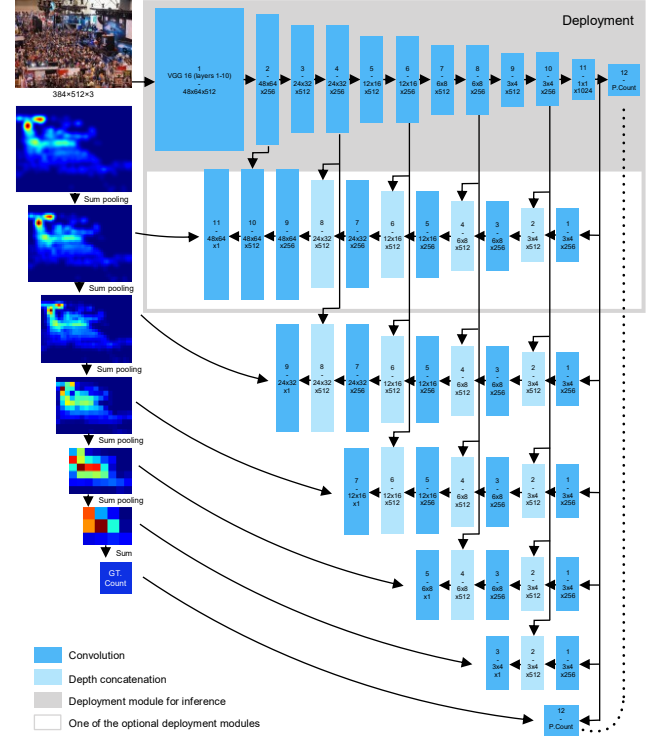 Deployment
1
VGG 16 (layers 1-10)
-
48x64x512
2
-
48x64
x256
3
-
24x32
x512
4
-
24x32
x256
5
-
12x16
x512
6
-
12x16
x256
7
-
6x8
x512
8
-
6x8
x256
9
-
3x4
x512
10
-
3x4
x256
11
-
1x1
x1024
12
-
P.Count
384×512×3
Sum pooling
11
-
48x64
x1
10
-
48x64
x512
9
-
48x64
x256
8
-
24x32
x512
7
-
24x32
x256
6
-
12x16
x512
5
-
12x16
x256
4
-
6x8
x512
3
-
6x8
x256
2
-
3x4
x512
1
-
3x4
x256
Sum pooling
9
-
24x32
x1
8
-
24x32
x512
7
-
24x32
x256
6
-
12x16
x512
5
-
12x16
x256
4
-
6x8
x512
3
-
6x8
x256
2
-
3x4
x512
1
-
3x4
x256
Sum pooling
Sum pooling
7
-
12x16
x1
6
-
12x16
x512
5
-
12x16
x256
4
-
6x8
x512
3
-
6x8
x256
2
-
3x4
x512
1
-
3x4
x256
Sum pooling
Sum
GT.
Count
5
-
6x8
x1
4
-
6x8
x512
3
-
6x8
x256
2
-
3x4
x512
1
-
3x4
x256
3
-
3x4
x1
2
-
3x4
x512
1
-
3x4
x256
12
-
P.Count
Convolution
Depth concatenation
Deployment module for inference
One of the optional deployment modules